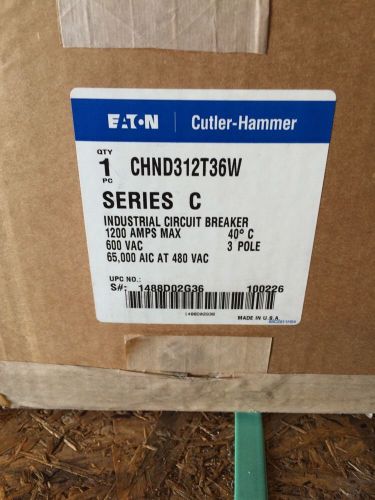 EATON Cutler-Hammer
QTY
1 CHND312T36W
PC
SERIES C
INDUSTRIAL CIRCUIT BREAKER
1200 AMPS MAX 40° C
600 VAC 3 POLE
65,000 AIC AT 480 VAC
UPC NO.:
S#: 1488D02G36 100226
1488D02G36
MADE IN U.S.A.